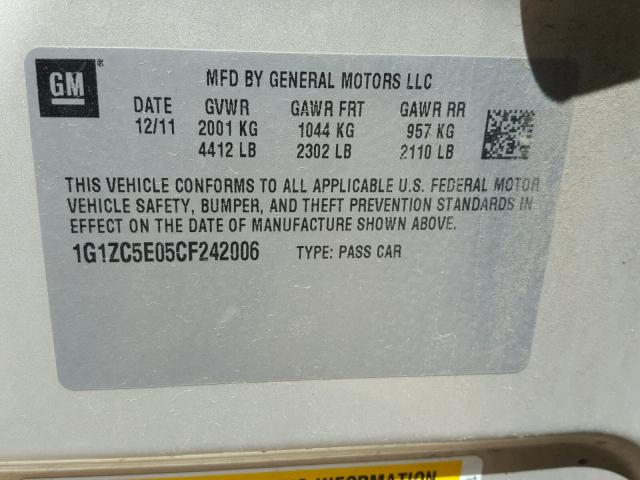 GM ®
MFD BY GENERAL MOTORS LLC
DATE GVWR GAWR FRT GAWR RR
12/11 2001 KG 1044 KG 957 KG
4412 LB 2302 LB 2110 LB
THIS VEHICLE CONFORMS TO ALL APPLICABLE U.S. FEDERAL MOTOR
VEHICLE SAFETY, BUMPER, AND THEFT PREVENTION STANDARDS IN
EFFECT ON THE DATE OF MANUFACTURE SHOWN ABOVE.
1G1ZC5E05CF242006 TYPE: PASS CAR
INFORMATION